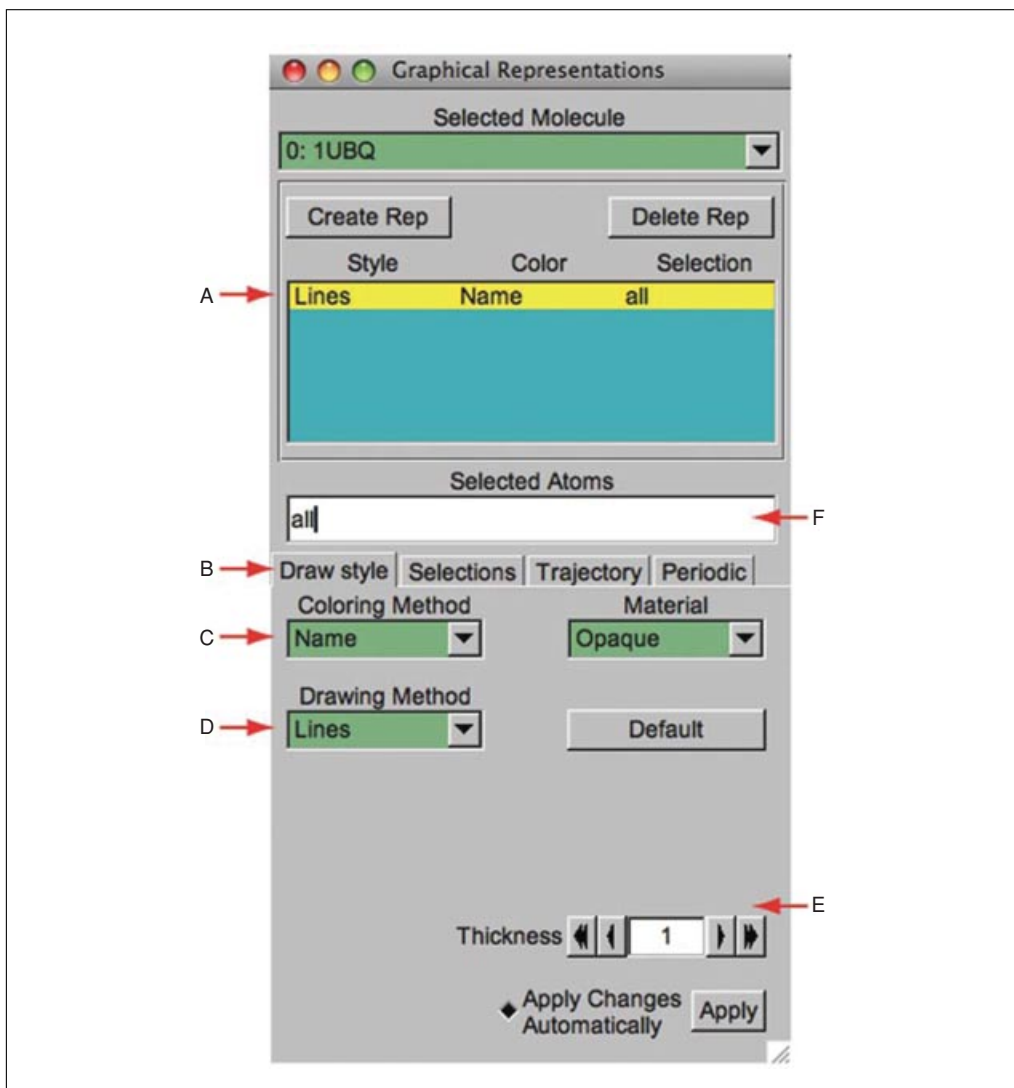 Graphical Representations
Selected Molecule
0: 1UBQ
Create Rep Delete Rep
Style Color Selection
A Lines Name all
Selected Atoms
all F
B Draw style Selections Trajectory Periodic
Coloring Method Material
C Name Opaque
Drawing Method
D Lines Default
E
Thickness 1
Apply Changes
Automatically Apply